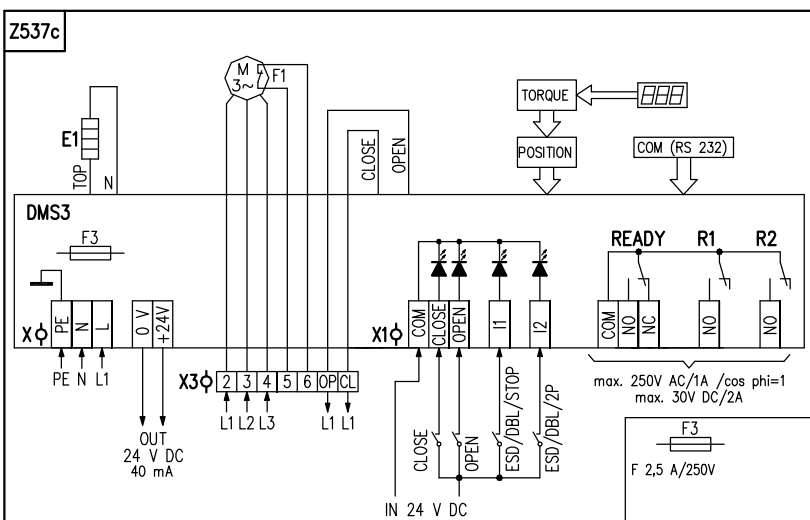 Z537c
M
3~
F1
E1
TOP
N
CLOSE
OPEN
TORQUE
POSITION
COM (RS 232)
DMS3
F3
READY R1 R2
X PE N L 0 V +24V
X1 COM CLOSE OPEN I1 I2
COM NO NC NO NO
PE N L1
X3 2 3 4 5 6 OP CL
L1 L2 L3 L1 L1
OUT
24 V DC
40 mA
CLOSE
OPEN
ESD/DBL/STOP
ESD/DBL/2P
IN 24 V DC
max. 250V AC/1A /cos phi=1
max. 30V DC/2A
F3
F 2,5 A/250V